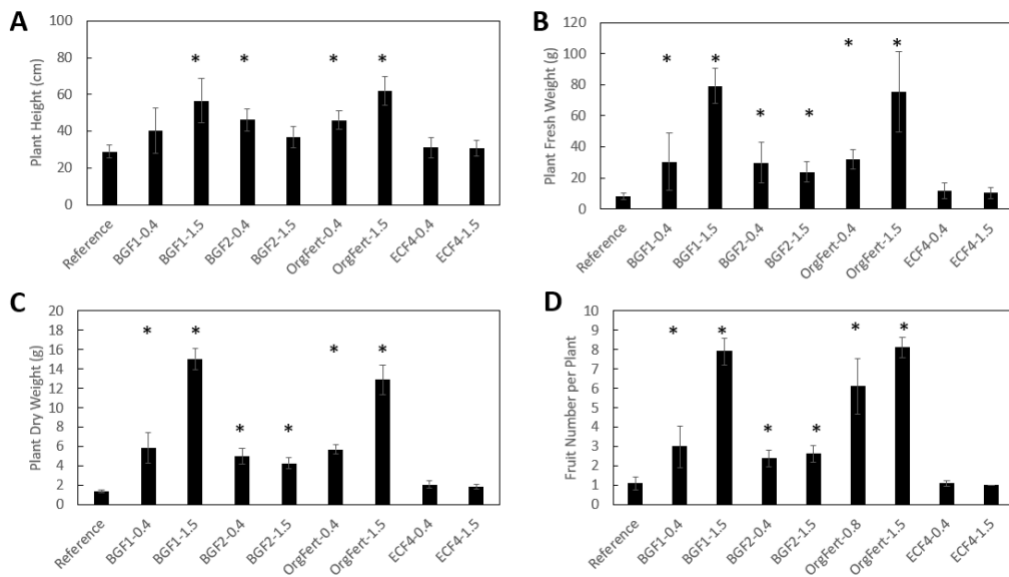 A
Plant Height (cm)
100
80
60
40
20
0
* * * *
Reference BGF1-0.4 BGF1-1.5 BGF2-0.4 BGF2-1.5 OrgFert-0.4 OrgFert-1.5 ECF4-0.4 ECF4-1.5
B
Plant Fresh Weight (g)
120
100
80
60
40
20
0
* * * * * *
Reference BGF1-0.4 BGF1-1.5 BGF2-0.4 BGF2-1.5 OrgFert-0.4 OrgFert-1.5 ECF4-0.4 ECF4-1.5
C
Plant Dry Weight (g)
20
18
16
14
12
10
8
6
4
2
0
* * * * * *
Reference BGF1-0.4 BGF1-1.5 BGF2-0.4 BGF2-1.5 OrgFert-0.4 OrgFert-1.5 ECF4-0.4 ECF4-1.5
D
Fruit Number per Plant
10
9
8
7
6
5
4
3
2
1
0
* * * * * *
Reference BGF1-0.4 BGF1-1.5 BGF2-0.4 BGF2-1.5 OrgFert-0.8 OrgFert-1.5 ECF4-0.4 ECF4-1.5